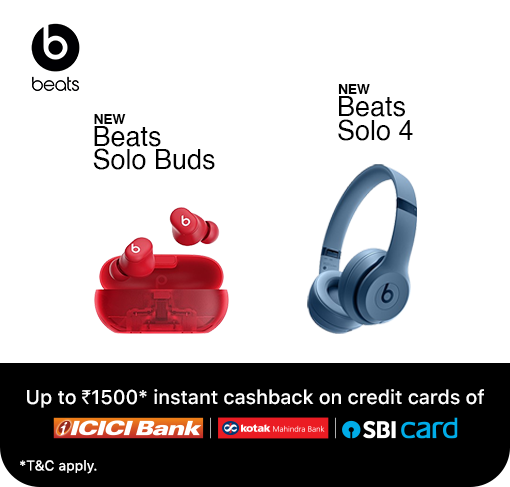 beats
NEW
Beats
Solo Buds
NEW
Beats
Solo 4
Up to ₹1500* instant cashback on credit cards of
ICICI Bank | kotak Mahindra Bank | SBI card
*T&C apply.